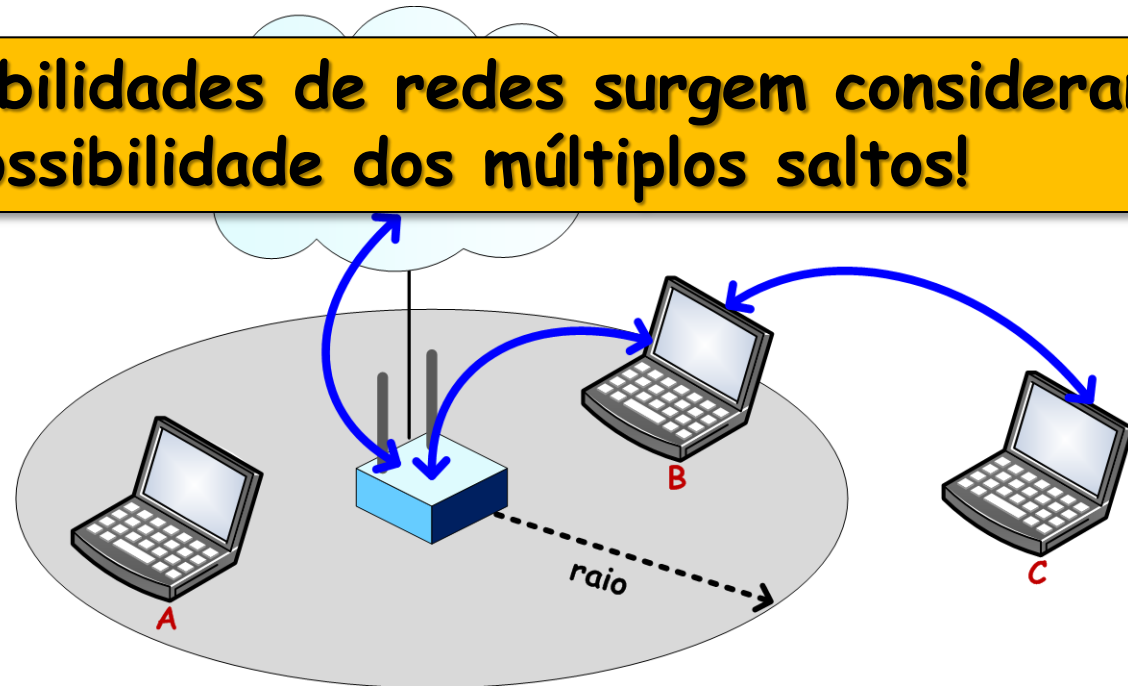 bilidades de redes surgem consideran
ossibilidade dos múltiplos saltos!
B
raio
C
A